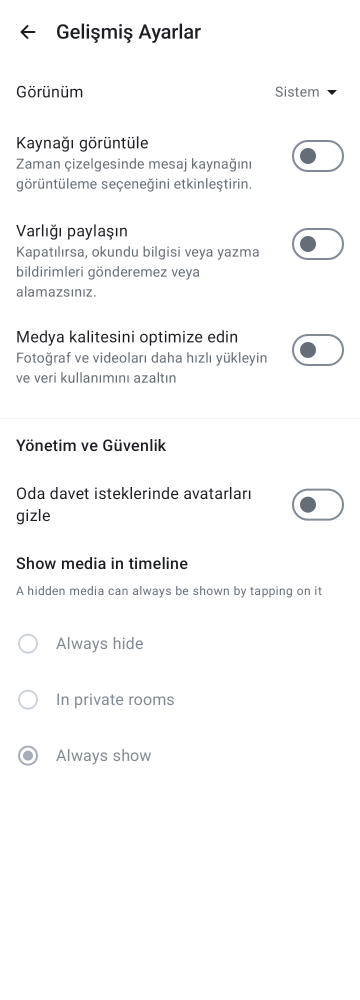 Gelişmiş Ayarlar
Görünüm
Sistem
Kaynağı görüntüle
Zaman çizelgesinde mesaj kaynağını
görüntüleme seçeneğini etkinleştirin.
Varlığı paylaşın
Kapatılırsa, okundu bilgisi veya yazma
bildirimleri gönderemez veya
alamazsınız.
Medya kalitesini optimize edin
Fotoğraf ve videoları daha hızlı yükleyin
ve veri kullanımını azaltın
Yönetim ve Güvenlik
Oda davet isteklerinde avatarları
gizle
Show media in timeline
A hidden media can always be shown by tapping on it
Always hide
In private rooms
Always show